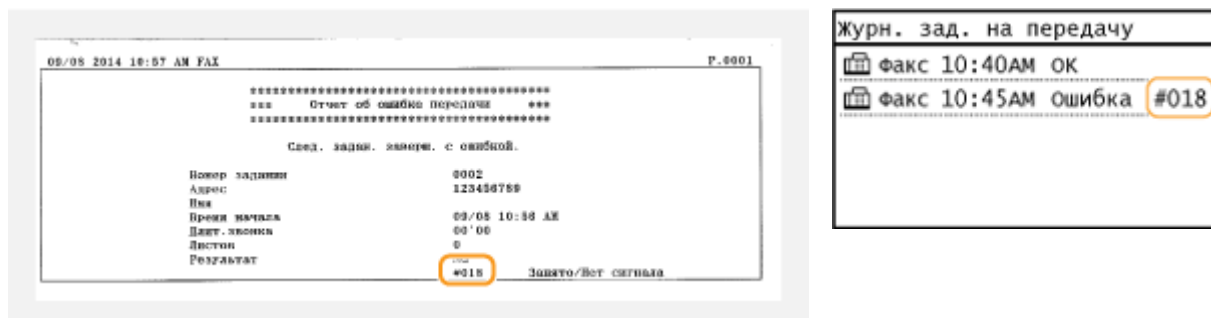 09/08 2014 10:57 AM FAX P.0001
****************************************
*** Отчет об ошибке передачи ***
****************************************
След. задан. заверш. с ошибкой.
Номер задания 0002
Адрес 123456789
Имя
Время начала 09/08 10:56 AM
Длит.звонка 00'00
Листов 0
Результат
#018 Занято/Нет сигнала
Журн. зад. на передачу
Факс 10:40AM OK
Факс 10:45AM Ошибка #018